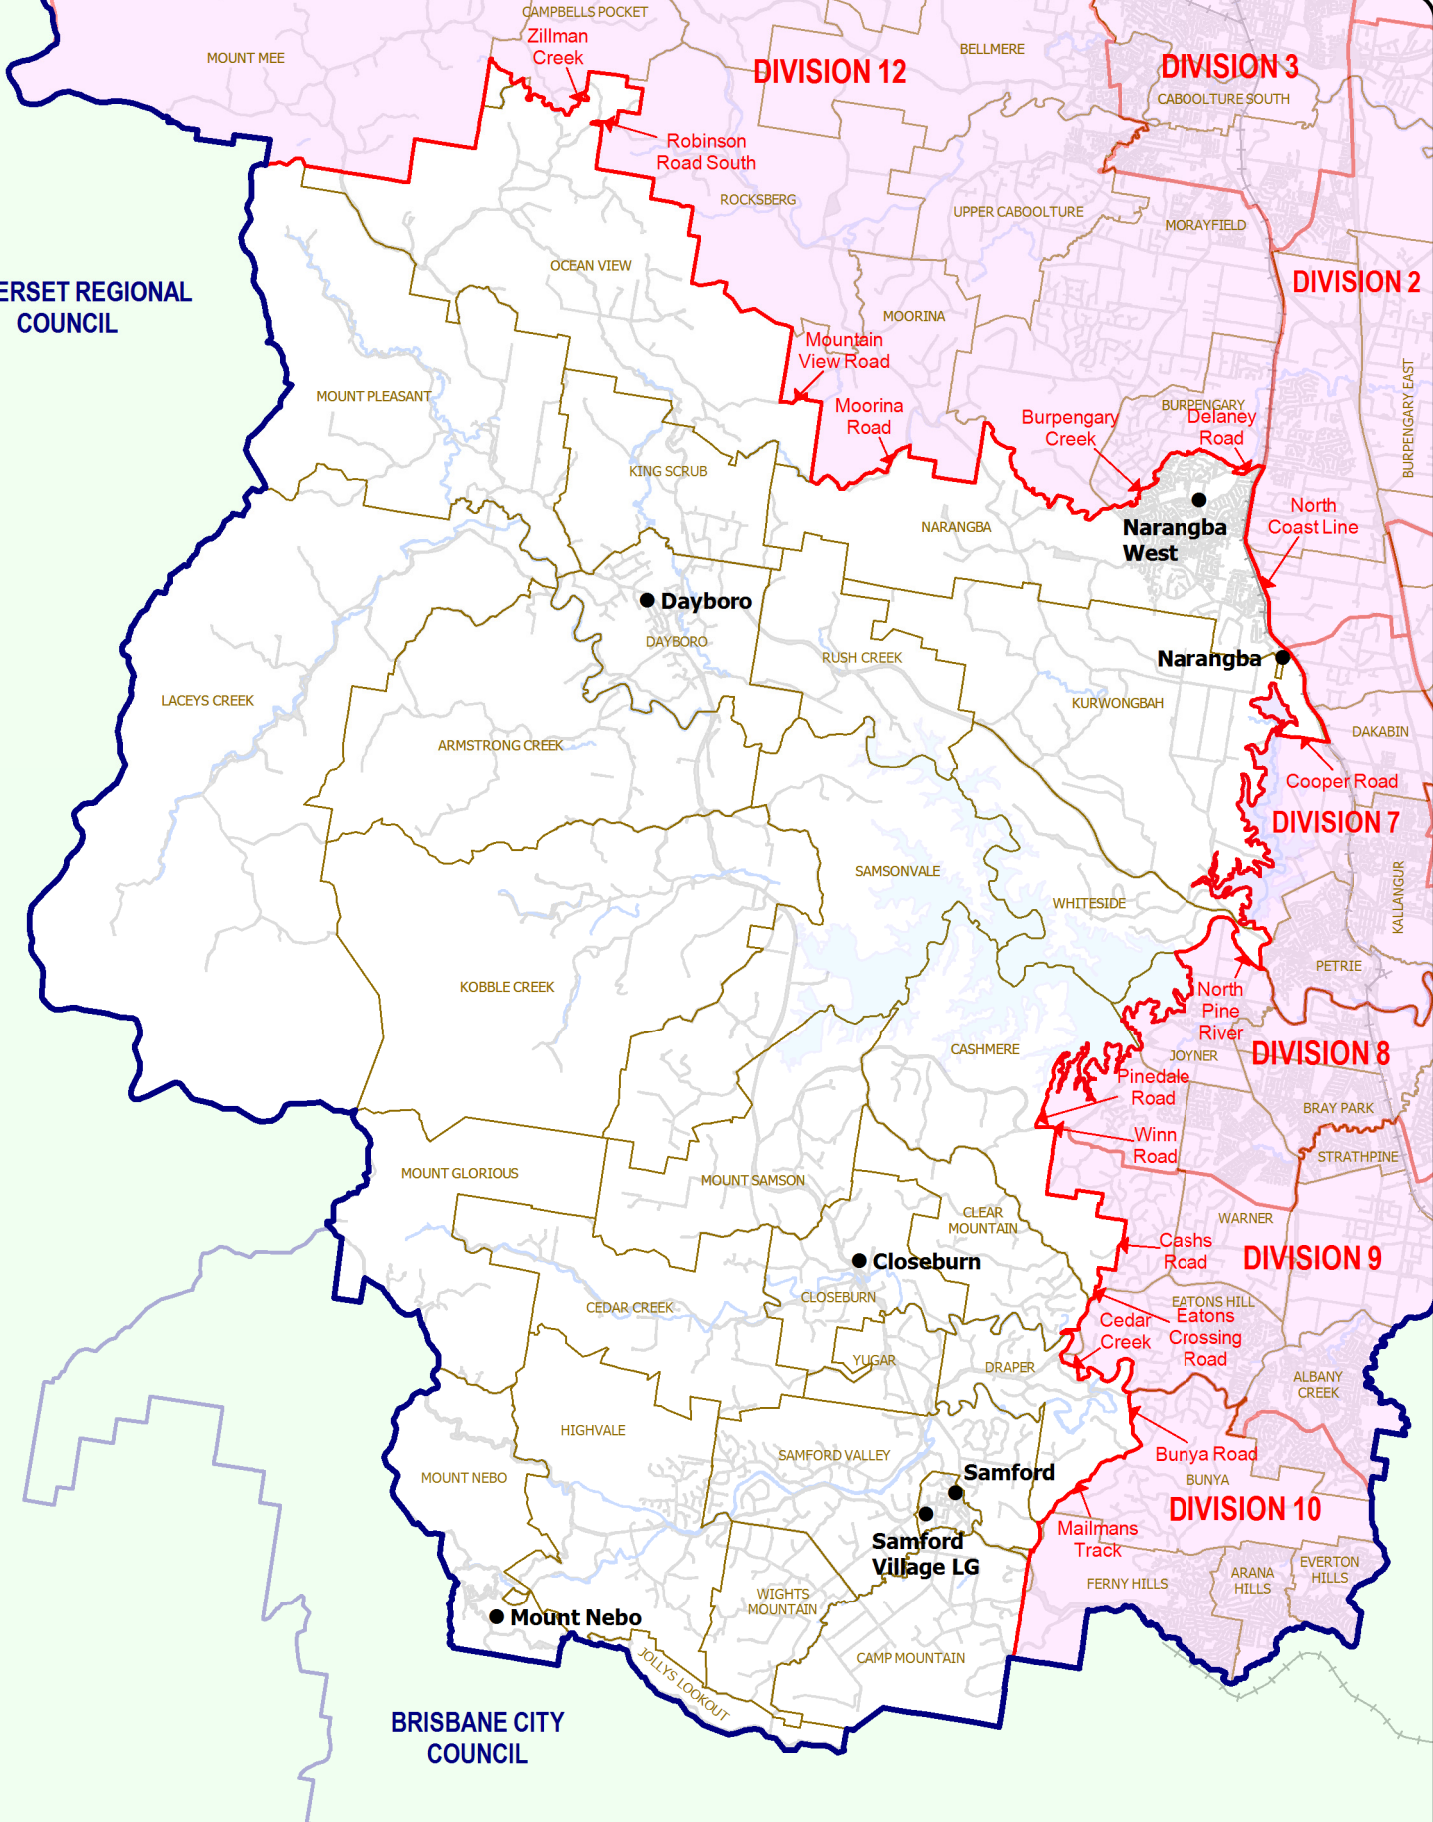 CAMPBELLS POCKET
Zillman
Creek
MOUNT MEE
BELLMERE
DIVISION 12
DIVISION 3
CABOOLTURE SOUTH
Robinson
Road South
ROCKSBERG
UPPER CABOOLTURE
MORAYFIELD
OCEAN VIEW
DIVISION 2
ERSET REGIONAL
COUNCIL
MOORINA
Mountain
View Road
MOUNT PLEASANT
Moorina
Road
Burpengary
Creek
BURPENGARY
Delaney
Road
BURPENGARY EAST
KING SCRUB
North
Coast Line
NARANGBA
Narangba
West
Dayboro
DAYBORO
RUSH CREEK
Narangba
LACEYS CREEK
KURWONGBAH
ARMSTRONG CREEK
DAKABIN
Cooper Road
DIVISION 7
SAMSONVALE
WHITESIDE
KALLANGUR
PETRIE
KOBBLE CREEK
North
Pine
River
CASHMERE
JOYNER
DIVISION 8
Pinedale
Road
BRAY PARK
Winn
Road
STRATHPINE
MOUNT GLORIOUS
MOUNT SAMSON
CLEAR
MOUNTAIN
WARNER
Cashs
Road
DIVISION 9
Closeburn
CLOSEBURN
CEDAR CREEK
EATONS HILL
Eatons
Crossing
Road
Cedar
Creek
YUGAR
DRAPER
ALBANY
CREEK
HIGHVALE
SAMFORD VALLEY
Bunya Road
BUNYA
MOUNT NEBO
Samford
DIVISION 10
Samford
Village LG
Mailmans
Track
FERNY HILLS
ARANA
HILLS
EVERTON
HILLS
WIGHTS
MOUNTAIN
Mount Nebo
CAMP MOUNTAIN
JOLLYS LOOKOUT
BRISBANE CITY
COUNCIL